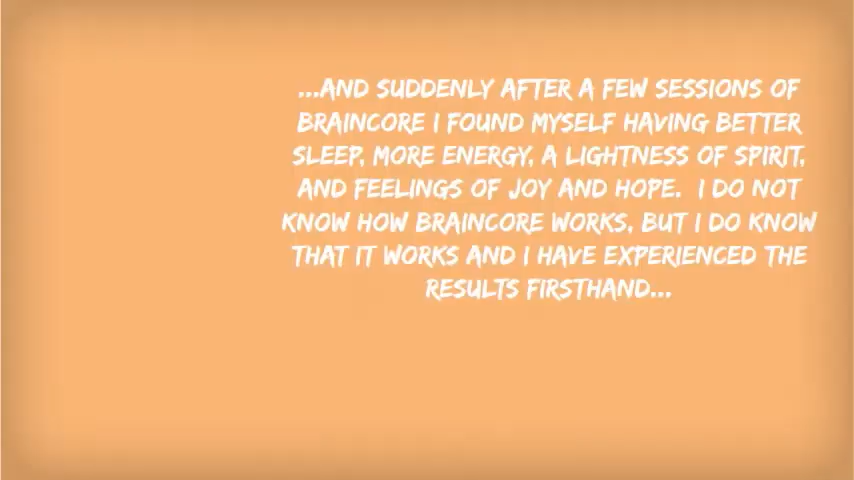 ...AND SUDDENLY AFTER A FEW SESSIONS OF
BRAINCORE I FOUND MYSELF HAVING BETTER
SLEEP, MORE ENERGY, A LIGHTNESS OF SPIRIT,
AND FEELINGS OF JOY AND HOPE. I DO NOT
KNOW HOW BRAINCORE WORKS, BUT I DO KNOW
THAT IT WORKS AND I HAVE EXPERIENCED THE
RESULTS FIRSTHAND...